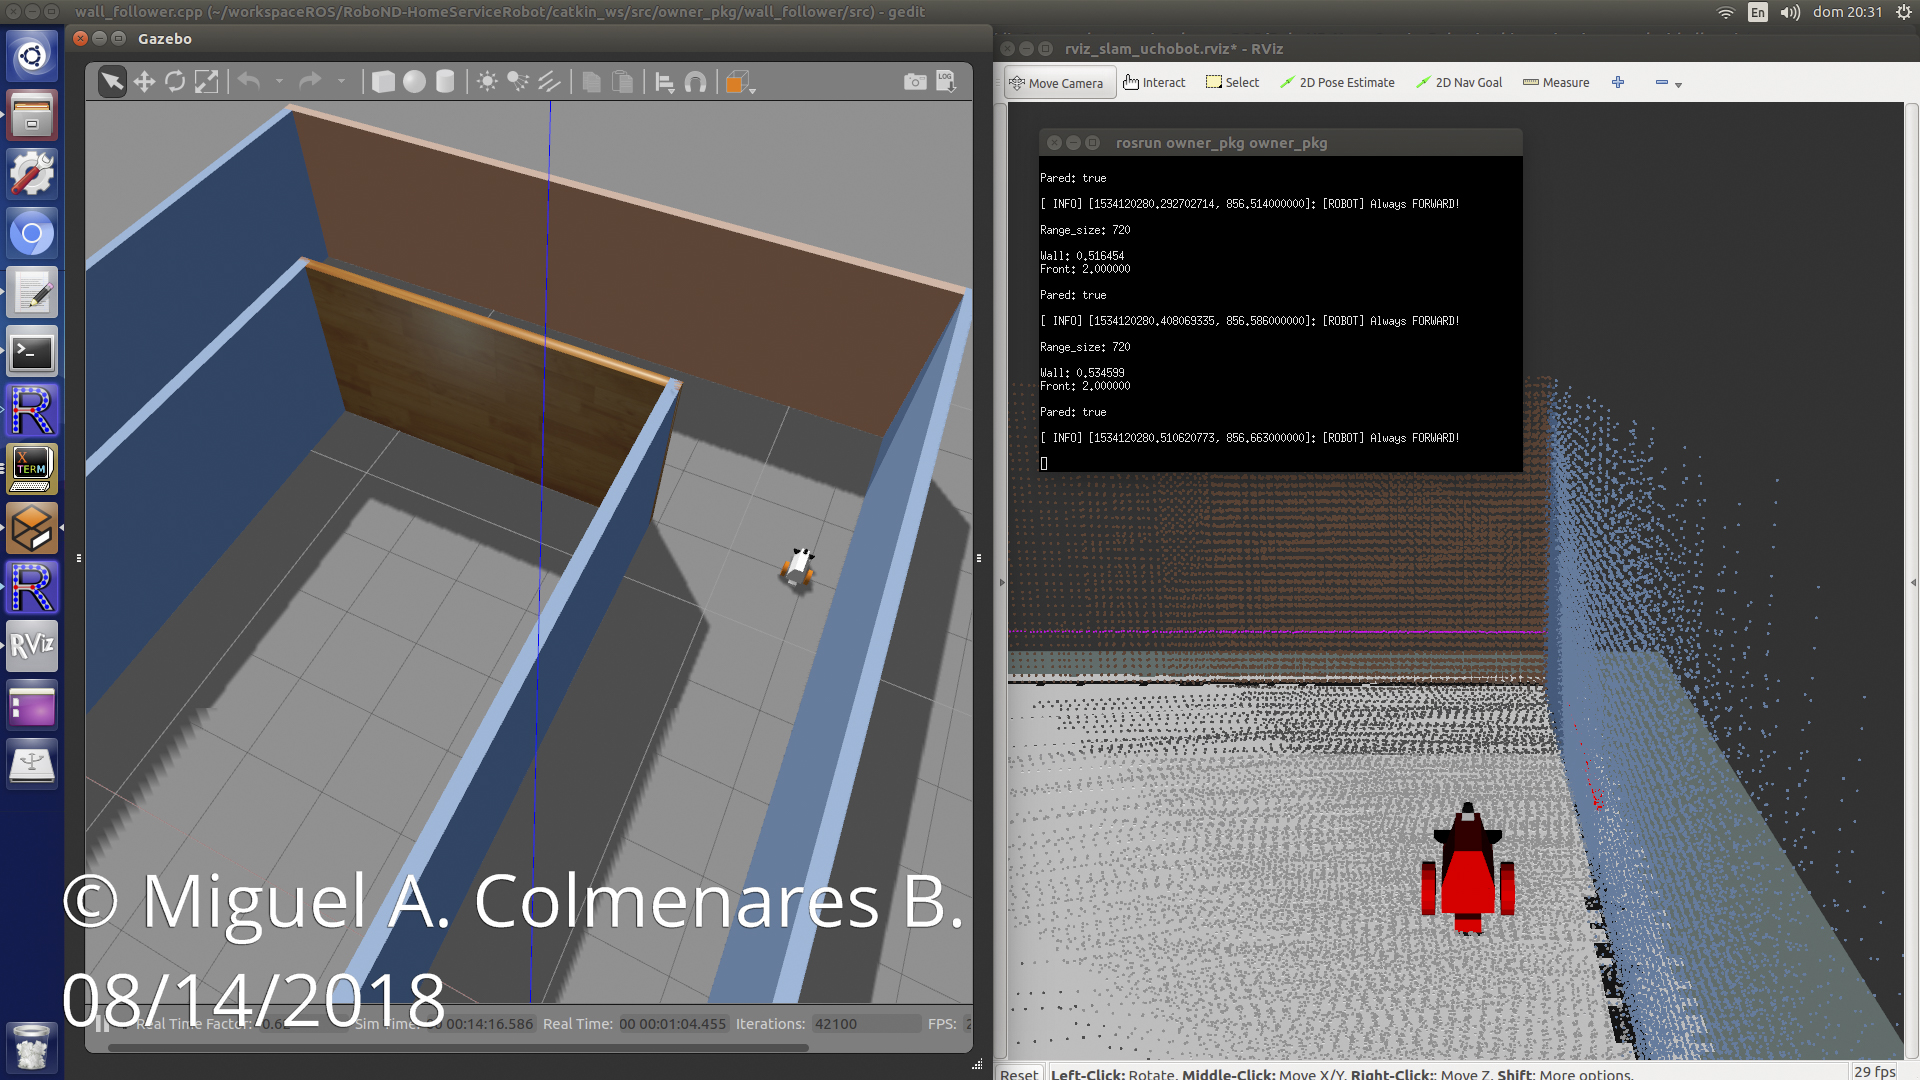 wall_follower.cpp (~/workspaceROS/RoboND-HomeServiceRobot/catkin_ws/src/owner_pkg/wall_follower/src) - gedit
En
dom 20:31
Gazebo
LOG
rviz_slam_uchobot.rviz* - RViz
Move Camera
Interact
Select
2D Pose Estimate
2D Nav Goal
Measure
rosrun owner_pkg owner_pkg
Pared: true
[ INFO] [1534120280.292702714, 856.514000000]: [ROBOT] Always FORWARD!
Range_size: 720
Wall: 0.516454
Front: 2.000000
Pared: true
[ INFO] [1534120280.408069335, 856.586000000]: [ROBOT] Always FORWARD!
Range_size: 720
Wall: 0.534599
Front: 2.000000
Pared: true
[ INFO] [1534120280.510620773, 856.663000000]: [ROBOT] Always FORWARD!
R
X TERM
R
RViz
© Miguel A. Colmenares B.
08/14/2018
Real Time Factor:
Sim Time:
00:14:16.586
Real Time:
00 00:01:04.455
Iterations:
42100
FPS:
Reset
Left-Click: Rotate. Middle-Click: Move X/Y. Right-Click:: Move Z. Shift: More options.
29 fps